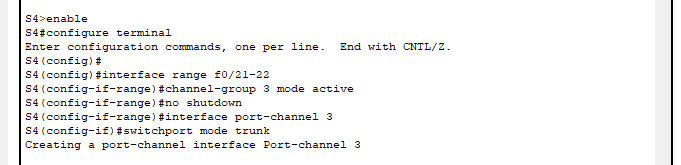 S4>enable
S4#configure terminal
Enter configuration commands, one per line.  End with CNTL/Z.
S4(config)#
S4(config)#interface range f0/21-22
S4(config-if-range)#channel-group 3 mode active
S4(config-if-range)#no shutdown
S4(config-if-range)#interface port-channel 3
S4(config-if)#switchport mode trunk
Creating a port-channel interface Port-channel 3